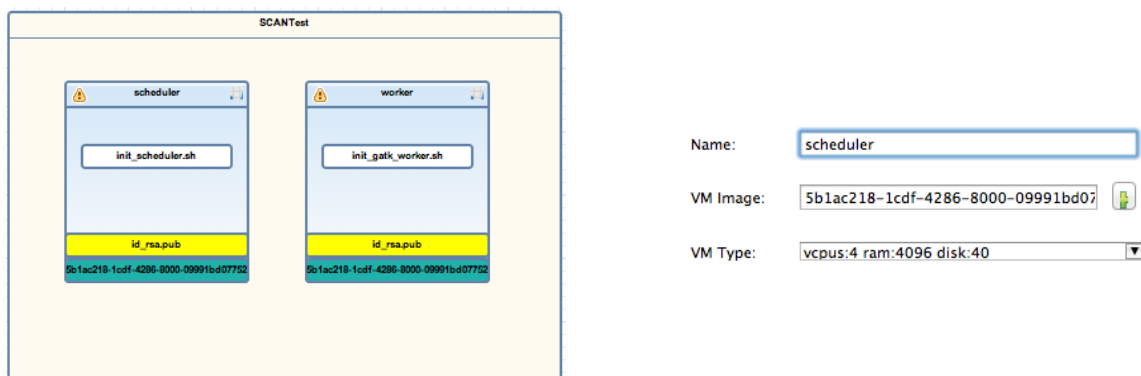 SCANTest
scheduler
init_scheduler.sh
id_rsa.pub
5b1ac218-1cdf-4286-8000-09991bd07752
worker
init_gatk_worker.sh
id_rsa.pub
5b1ac218-1cdf-4286-8000-09991bd07752
Name: scheduler
VM Image: 5b1ac218-1cdf-4286-8000-09991bd07
VM Type: vcpus:4 ram:4096 disk:40